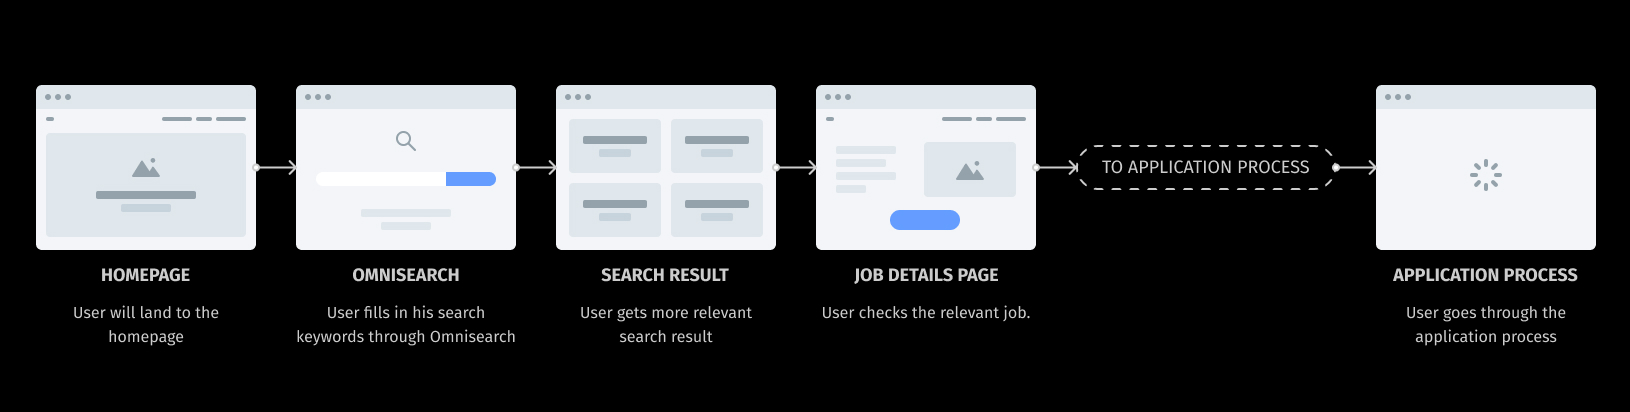 TO APPLICATION PROCESS
HOMEPAGE
User will land to the
homepage
OMNISEARCH
User fills in his search
keywords through Omnisearch
SEARCH RESULT
User gets more relevant
search result
JOB DETAILS PAGE
User checks the relevant job.
APPLICATION PROCESS
User goes through the
application process